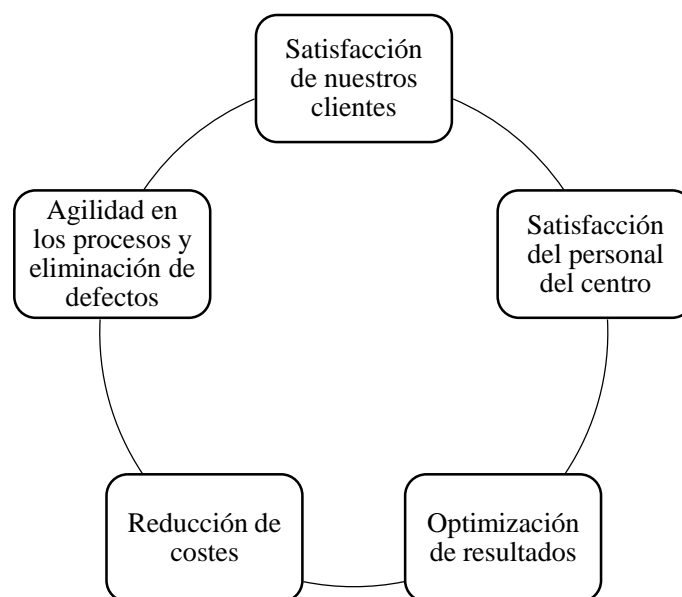 Satisfacción
de nuestros
clientes
Satisfacción
del personal
del centro
Optimización
de resultados
Reducción de
costes
Agilidad en
los procesos y
eliminación de
defectos